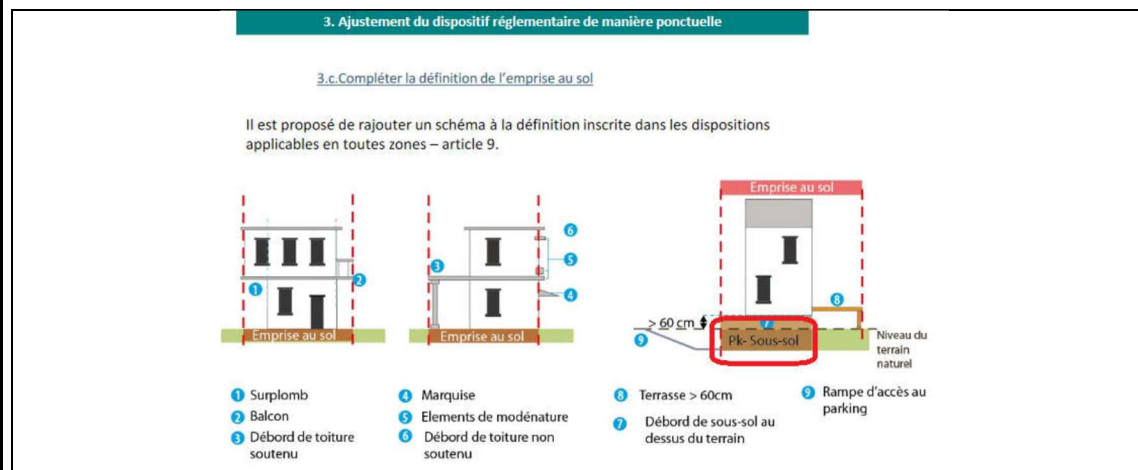 3. Ajustement du dispositif réglementaire de manière ponctuelle
3.c.Compléter la définition de l'emprise au sol
Il est proposé de rajouter un schéma à la définition inscrite dans les dispositions
applicables en toutes zones – article 9.
Emprise au sol
6
3
5
1
2
4
8
> 60 cm
7
9
Pk- Sous-sol
Niveau du
terrain
naturel
Emprise au sol
Emprise au sol
1 Surplomb
2 Balcon
3 Débord de toiture
soutenu
4 Marquise
5 Elements de modénature
6 Débord de toiture non
soutenu
8 Terrasse > 60cm
7 Débord de sous-sol au
dessus du terrain
9 Rampe d'accès au
parking